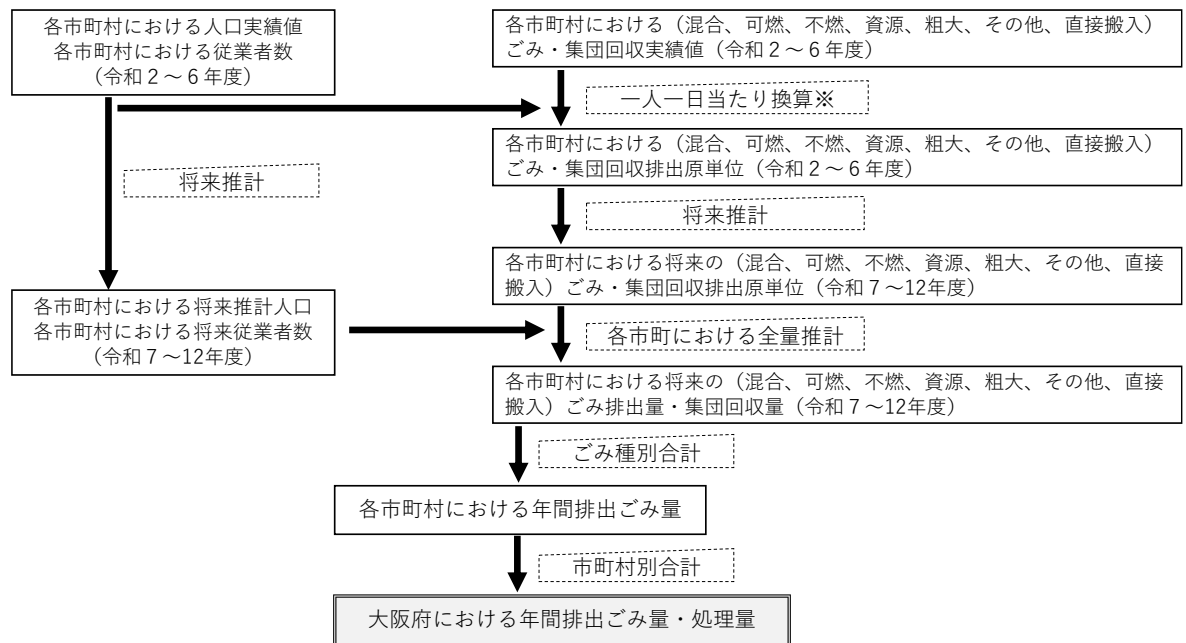 各市町村における人口実績値
各市町村における従業者数
（令和２～６年度）
各市町村における（混合、可燃、不燃、資源、粗大、その他、直接搬入）
ごみ・集団回収実績値（令和２～６年度）
一人一日当たり換算※
各市町村における（混合、可燃、不燃、資源、粗大、その他、直接搬入）
ごみ・集団回収排出原単位（令和２～６年度）
将来推計
将来推計
各市町村における将来の（混合、可燃、不燃、資源、粗大、その他、直接
搬入）ごみ・集団回収排出原単位（令和７～12年度）
各市町村における将来推計人口
各市町村における将来従業者数
（令和７～12年度）
各市町における全量推計
各市町村における将来の（混合、可燃、不燃、資源、粗大、その他、直接
搬入）ごみ排出量・集団回収量（令和７～12年度）
ごみ種別合計
各市町村における年間排出ごみ量
市町村別合計
大阪府における年間排出ごみ量・処理量